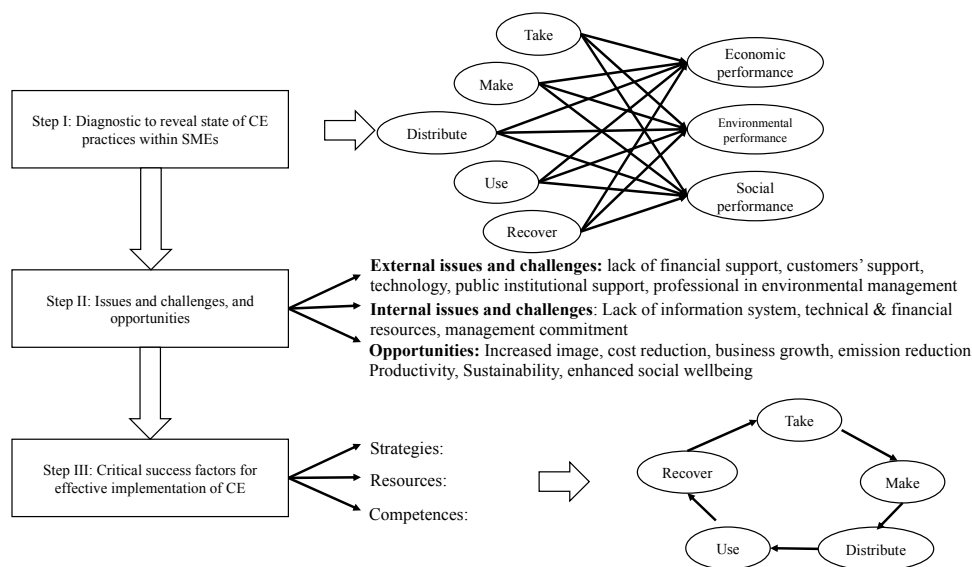 Take
Make
Distribute
Use
Recover
Economic
performance
Environmental
performance
Social
performance
Step I: Diagnostic to reveal state of CE
practices within SMEs
Step II: Issues and challenges, and
opportunities
External issues and challenges: lack of financial support, customers’ support,
technology, public institutional support, professional in environmental management
Internal issues and challenges: Lack of information system, technical & financial
resources, management commitment
Opportunities: Increased image, cost reduction, business growth, emission reduction
Productivity, Sustainability, enhanced social wellbeing
Step III: Critical success factors for
effective implementation of CE
Strategies:
Resources:
Competences:
Take
Make
Distribute
Use
Recover